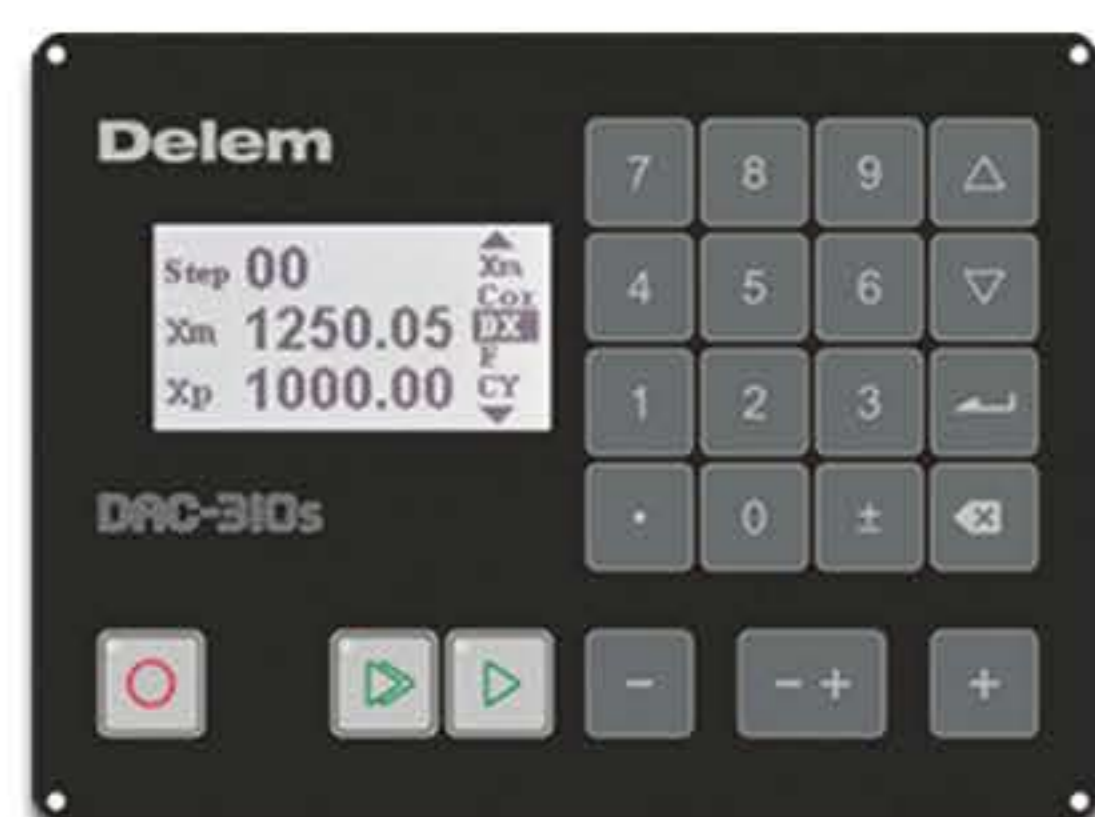 Delem
Step 00
Xm 1250.05
Xp 1000.00
Xm
Cor
DX
F
CY
DAC-310s
7 8 9
4 5 6
1 2 3
. 0 ±
- - + +